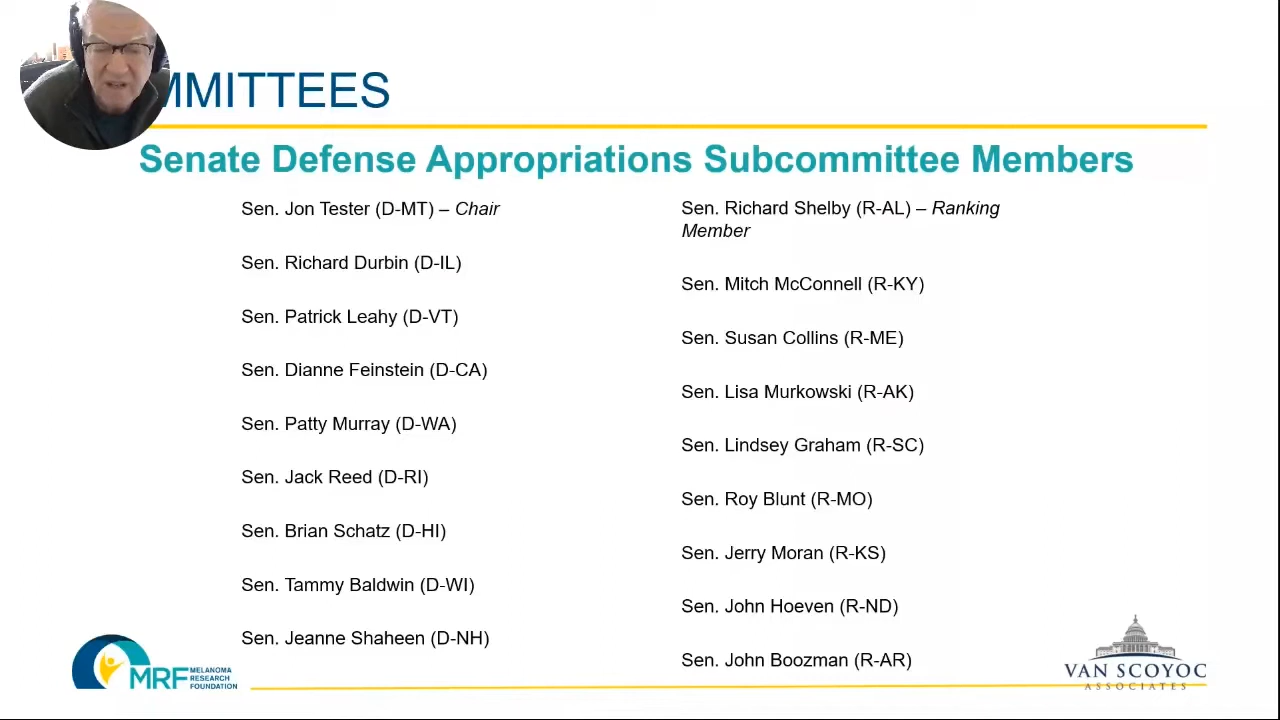 MMITTEES
Senate Defense Appropriations Subcommittee Members
Sen. Jon Tester (D-MT) – Chair
Sen. Richard Durbin (D-IL)
Sen. Patrick Leahy (D-VT)
Sen. Dianne Feinstein (D-CA)
Sen. Patty Murray (D-WA)
Sen. Jack Reed (D-RI)
Sen. Brian Schatz (D-HI)
Sen. Tammy Baldwin (D-WI)
Sen. Jeanne Shaheen (D-NH)
Sen. Richard Shelby (R-AL) – Ranking
Member
Sen. Mitch McConnell (R-KY)
Sen. Susan Collins (R-ME)
Sen. Lisa Murkowski (R-AK)
Sen. Lindsey Graham (R-SC)
Sen. Roy Blunt (R-MO)
Sen. Jerry Moran (R-KS)
Sen. John Hoeven (R-ND)
Sen. John Boozman (R-AR)
MRF
MELANOMA
RESEARCH
FOUNDATION
VAN SCOYOC
ASSOCIATES